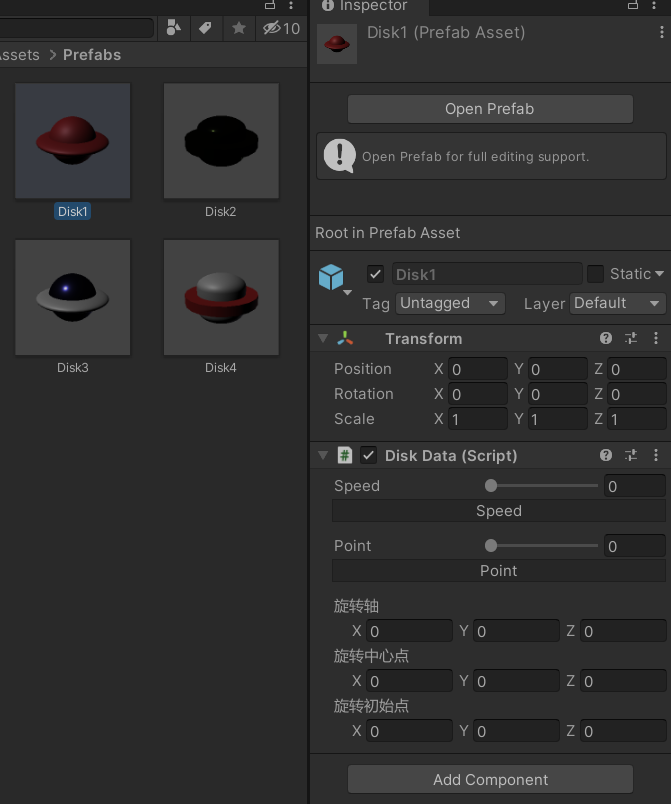 Inspector
10
Assets > Prefabs
Disk1
Disk2
Disk3
Disk4
Disk1 (Prefab Asset)
Open Prefab
Open Prefab for full editing support.
Root in Prefab Asset
Disk1
Static
Tag Untagged Layer Default
Transform
Position X 0 Y 0 Z 0
Rotation X 0 Y 0 Z 0
Scale X 1 Y 1 Z 1
# Disk Data (Script)
Speed 0
Speed
Point 0
Point
旋转轴
X 0 Y 0 Z 0
旋转中心点
X 0 Y 0 Z 0
旋转初始点
X 0 Y 0 Z 0
Add Component